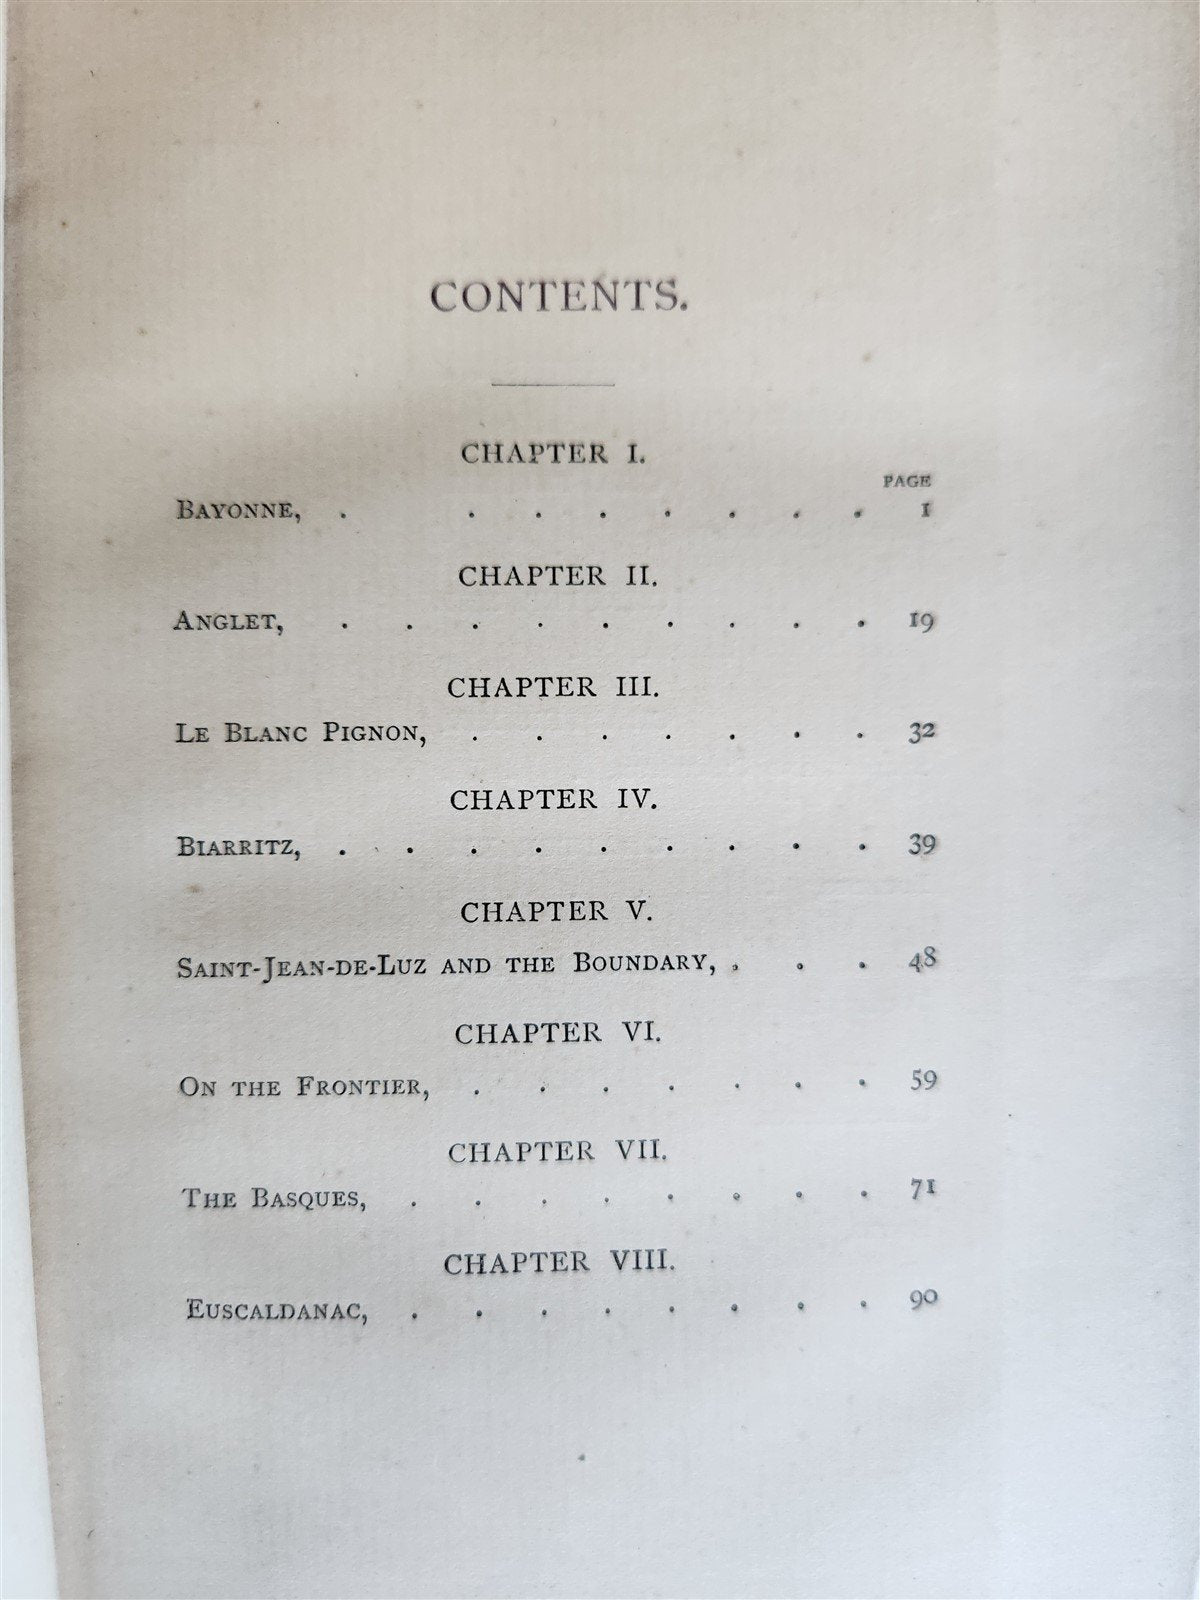 CONTENTS.
CHAPTER I.
PAGE
BAYONNE, . . . . . . . . 1
CHAPTER II.
ANGLET, . . . . . . . . . 19
CHAPTER III.
LE BLANC PIGNON, . . . . . . . 32
CHAPTER IV.
BIARRITZ, . . . . . . . . . 39
CHAPTER V.
SAINT-JEAN-DE-LUZ AND THE BOUNDARY, . . . 48
CHAPTER VI.
ON THE FRONTIER, . . . . . . . 59
CHAPTER VII.
THE BASQUES, . . . . . . . . 71
CHAPTER VIII.
EUSCALDANAC, . . . . . . . . 90